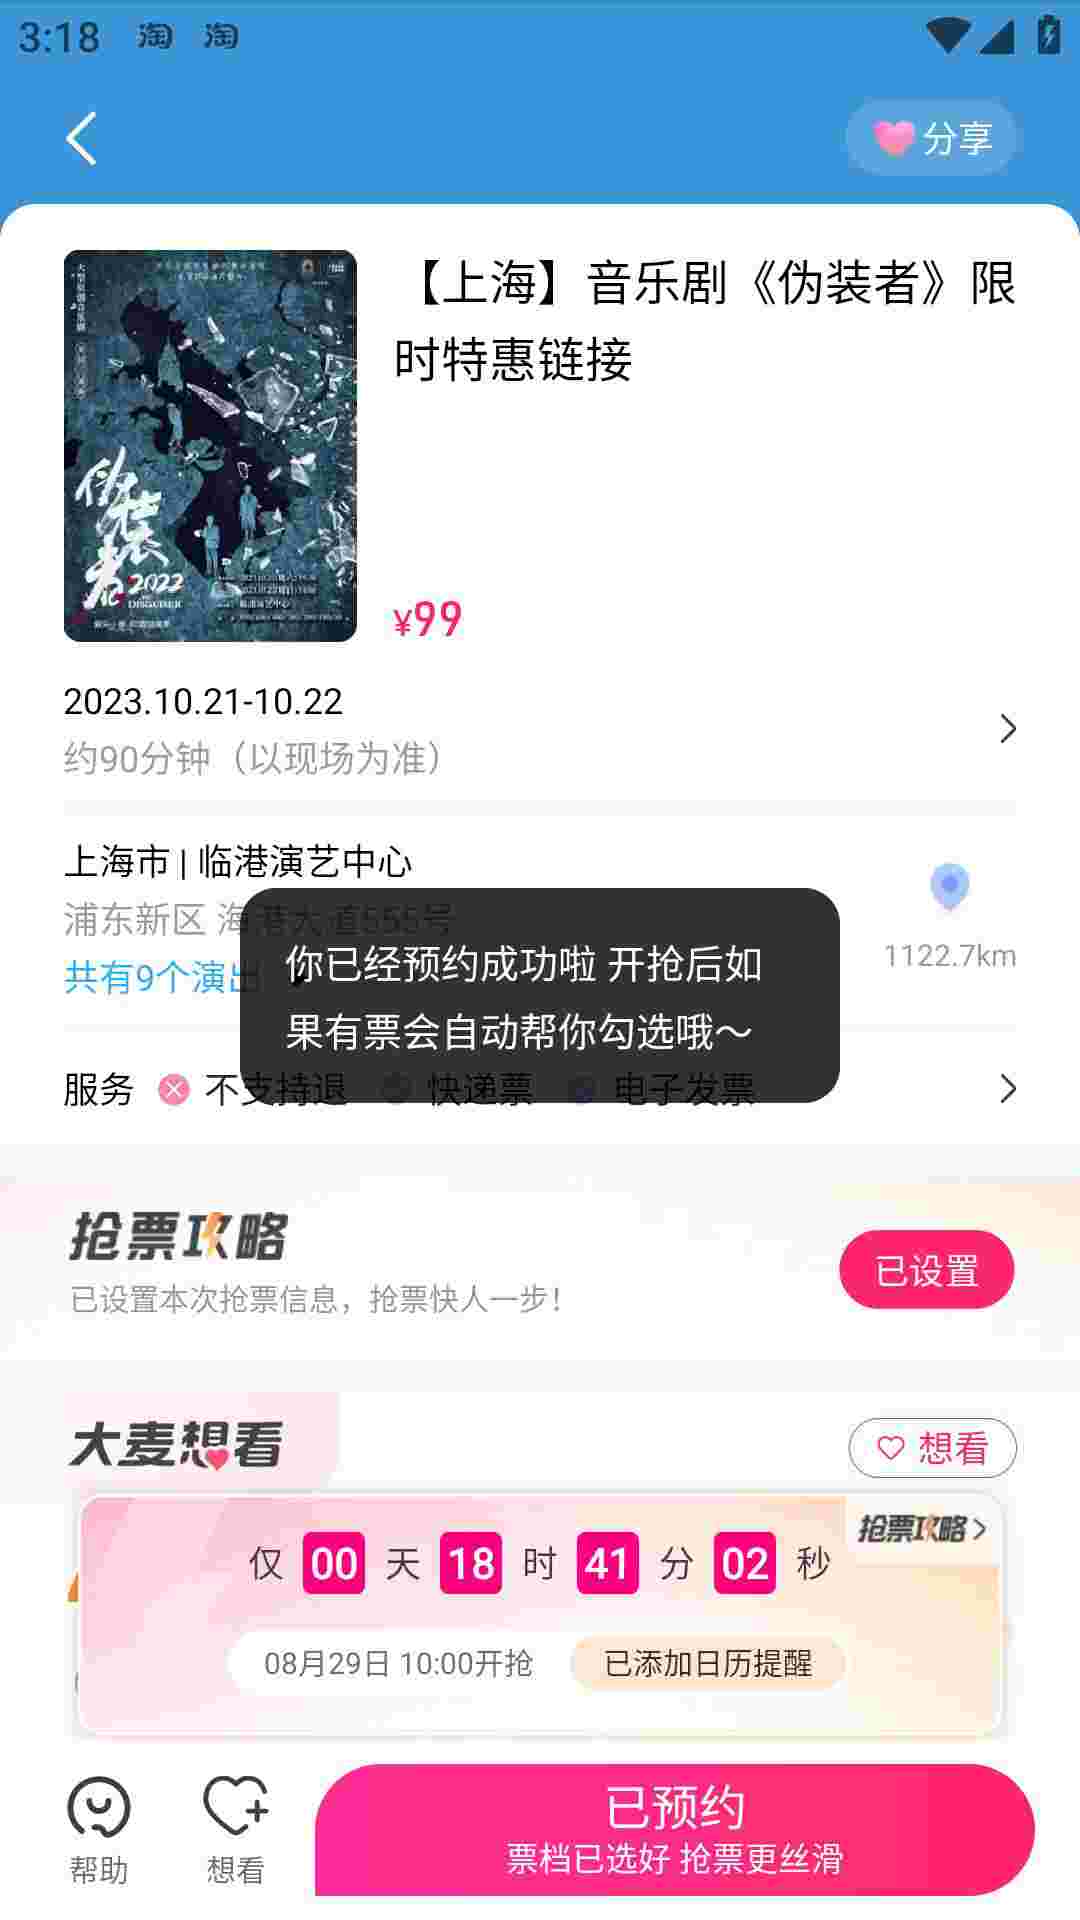 3:18 淘 淘
分享
【上海】音乐剧《伪装者》限
时特惠链接
伪装者
2022
DISGUISER
¥99
2023.10.21-10.22
约90分钟（以现场为准）
上海市 | 临港演艺中心
浦东新区 海港大道555号
共有9个演出
1122.7km
你已经预约成功啦 开抢后如
果有票会自动帮你勾选哦～
服务 不支持退 快递票 电子发票
抢票攻略
已设置本次抢票信息，抢票快人一步！
已设置
大麦想看
想看
抢票攻略
仅 00 天 18 时 41 分 02 秒
08月29日 10:00开抢 已添加日历提醒
帮助
想看
已预约
票档已选好 抢票更丝滑